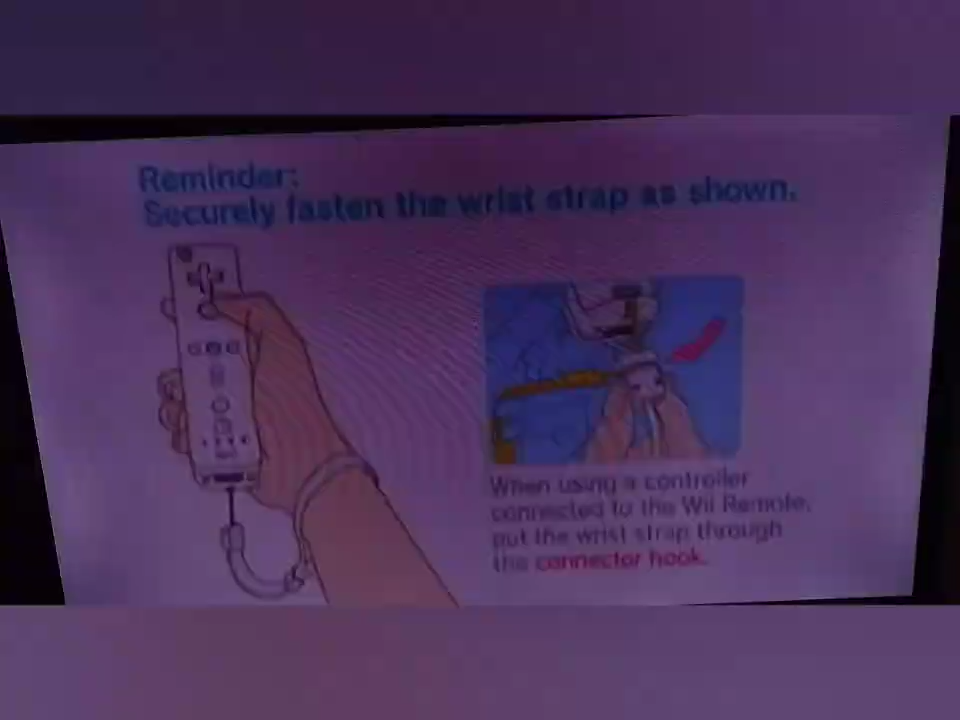 Reminder:
Securely fasten the wrist strap as shown.
When using a controller
connected to the Wii Remote,
put the wrist strap through
the connector hook.